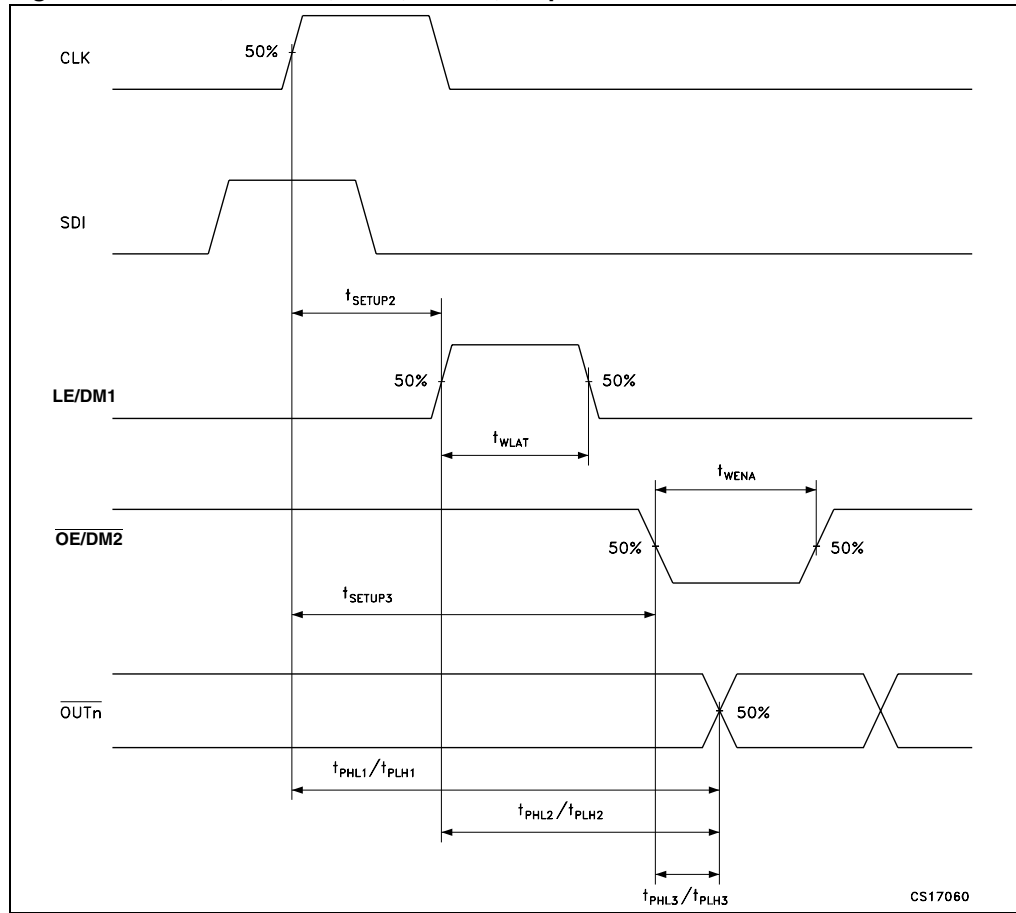 CLK
50%
SDI
tSETUP2
50%
50%
LE/DM1
tWLAT
tWENA
OE/DM2
50%
50%
tSETUP3
OUTn
50%
tPHL1/tPLH1
tPHL2/tPLH2
tPHL3/tPLH3
CS17060